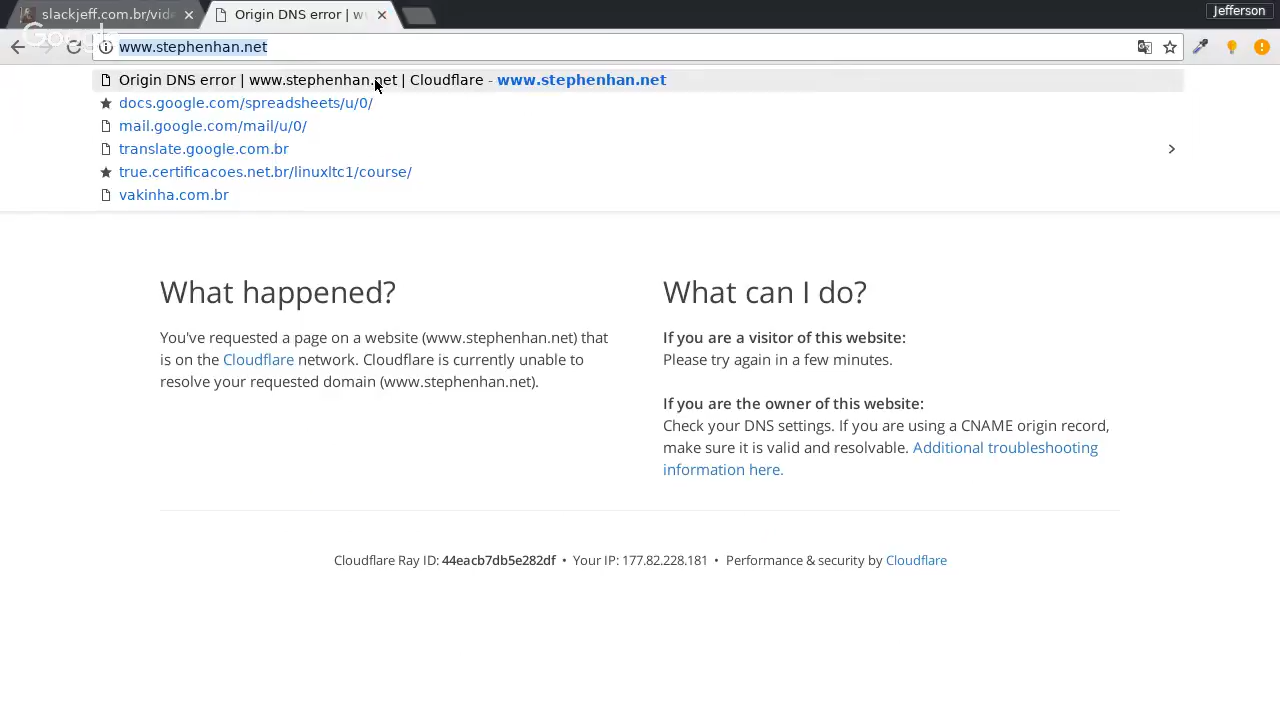 slackjeff.com.br/vid
Origin DNS error | w
Jefferson
Google
www.stephenhan.net
Origin DNS error | www.stephenhan.net | Cloudflare - www.stephenhan.net
docs.google.com/spreadsheets/u/0/
mail.google.com/mail/u/0/
translate.google.com.br
true.certificacoes.net.br/linuxltc1/course/
vakinha.com.br
What happened?
You've requested a page on a website (www.stephenhan.net) that
is on the Cloudflare network. Cloudflare is currently unable to
resolve your requested domain (www.stephenhan.net).
What can I do?
If you are a visitor of this website:
Please try again in a few minutes.
If you are the owner of this website:
Check your DNS settings. If you are using a CNAME origin record,
make sure it is valid and resolvable. Additional troubleshooting
information here.
Cloudflare Ray ID: 44eacb7db5e282df • Your IP: 177.82.228.181 • Performance & security by Cloudflare